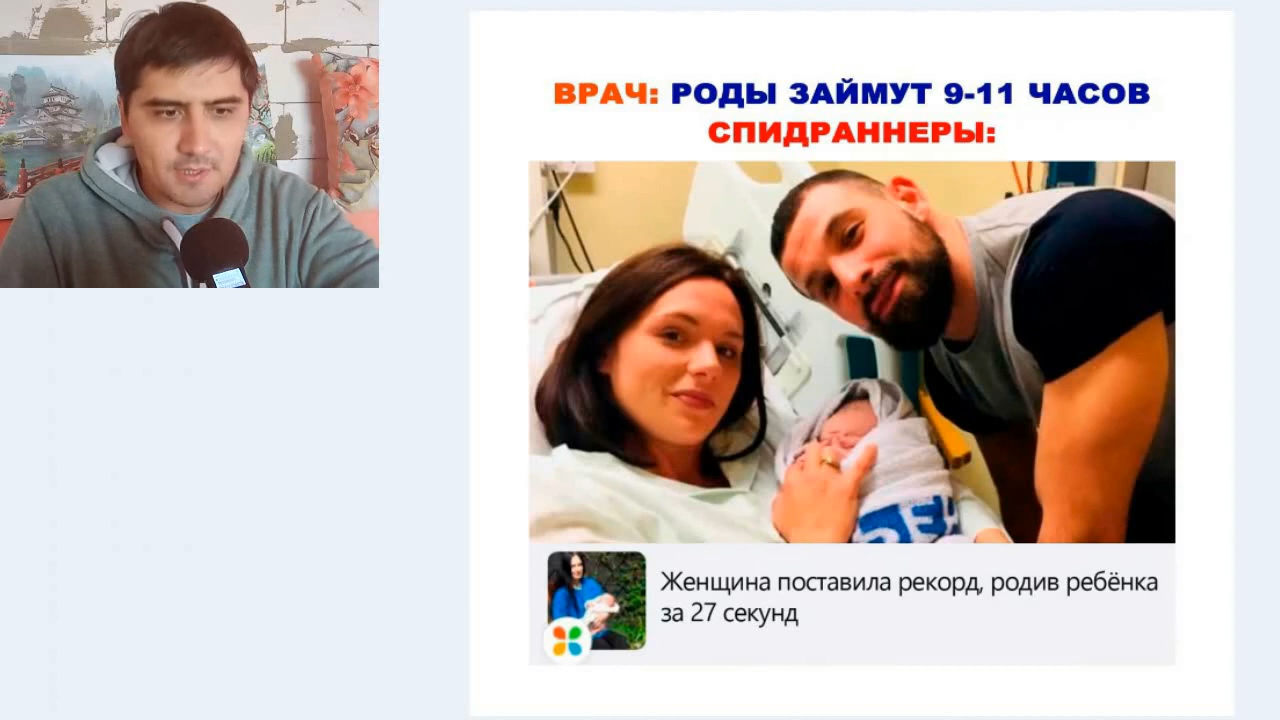 ВРАЧ: РОДЫ ЗАЙМУТ 9-11 ЧАСОВ
СПИДРАННЕРЫ:
Женщина поставила рекорд, родив ребёнка
за 27 секунд